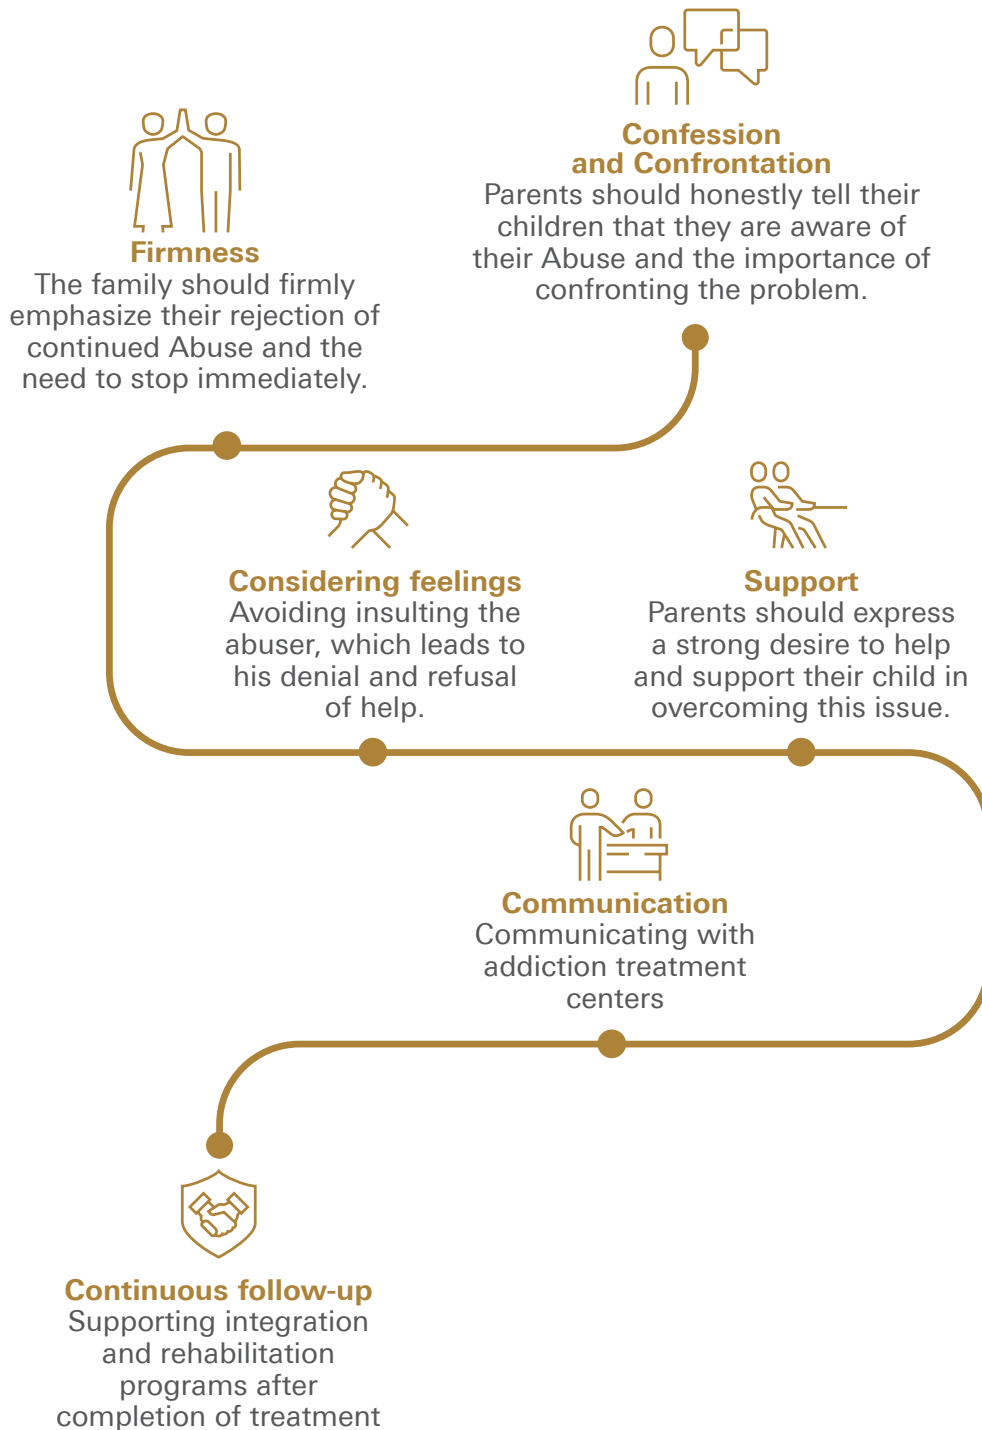 Confession
and Confrontation
Parents should honestly tell their
children that they are aware of
their Abuse and the importance of
confronting the problem.
Firmness
The family should firmly
emphasize their rejection of
continued Abuse and the
need to stop immediately.
Considering feelings
Avoiding insulting the
abuser, which leads to
his denial and refusal
of help.
Support
Parents should express
a strong desire to help
and support their child in
overcoming this issue.
Communication
Communicating with
addiction treatment
centers
Continuous follow-up
Supporting integration
and rehabilitation
programs after
completion of treatment